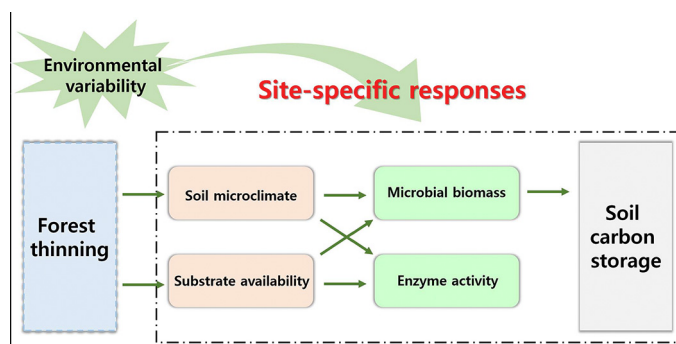 Environmental
variability
Site-specific responses
Forest
thinning
Soil microclimate
Substrate availability
Microbial biomass
Enzyme activity
Soil
carbon
storage